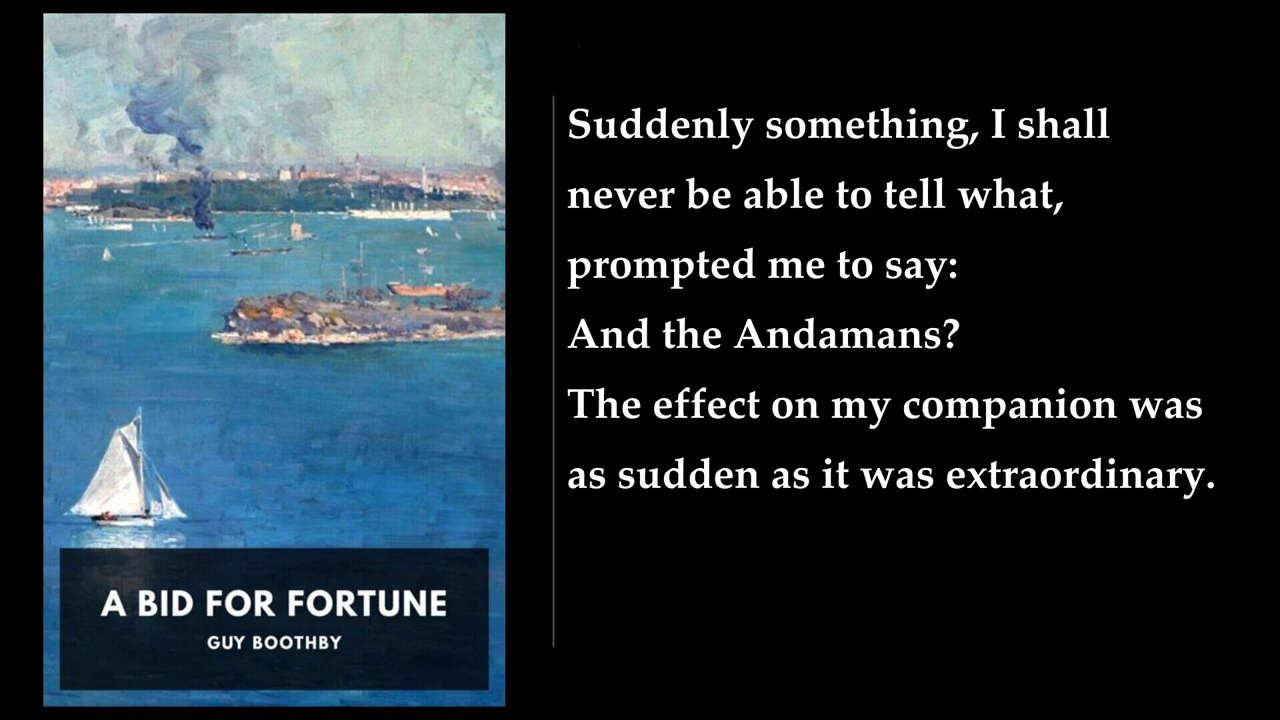 Suddenly something, I shall
never be able to tell what,
prompted me to say:
And the Andamans?
The effect on my companion was
as sudden as it was extraordinary.
A BID FOR FORTUNE
GUY BOOTHBY